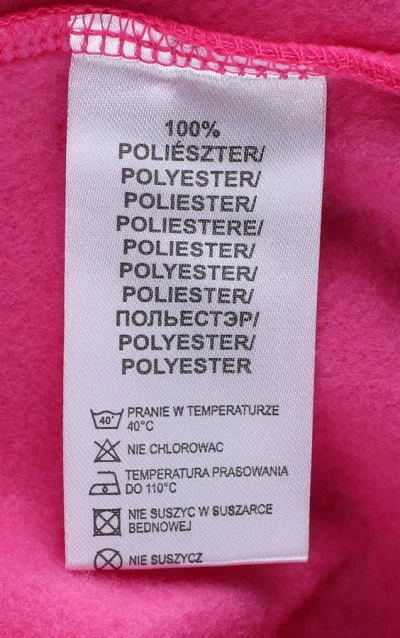 100%
POLIÉSZTER/
POLYESTER/
POLIESTER/
POLIESTERE/
POLIESTER/
POLYESTER/
POLIESTER/
ПОЛЬЕСТЭР/
POLYESTER/
POLYESTER
40° PRANIE W TEMPERATURZE
40°C
NIE CHLOROWAC
TEMPERATURA PRASOWANIA
DO 110°C
NIE SUSZYC W SUSZARCE
BEDNOWEJ
NIE SUSZYCZ